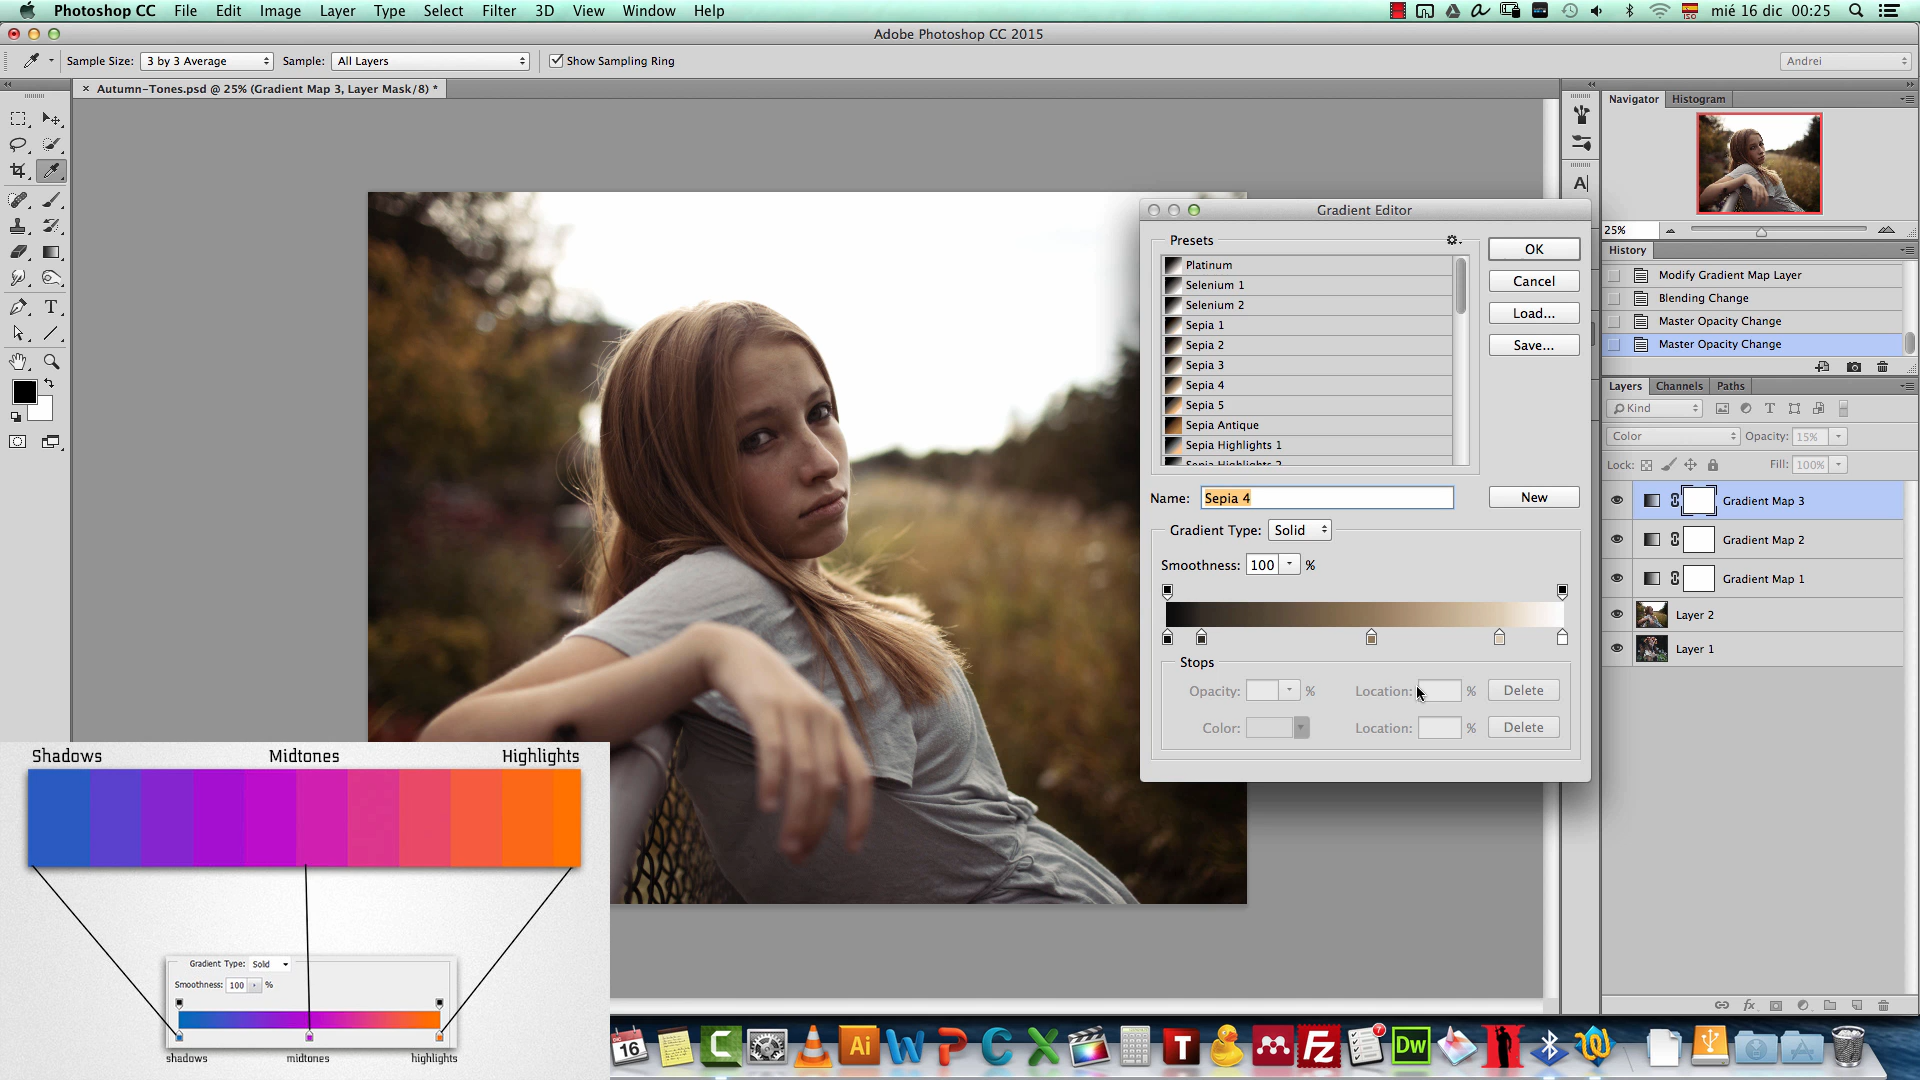 Photoshop CC File Edit Image Layer Type Select Filter 3D View Window Help mié 16 dic 00:25
Adobe Photoshop CC 2015
Sample Size: 3 by 3 Average Sample: All Layers Show Sampling Ring Andrei
Autumn-Tones.psd @ 25% (Gradient Map 3, Layer Mask/8) *
Navigator Histogram
25%
History
Modify Gradient Map Layer
Blending Change
Master Opacity Change
Master Opacity Change
Layers Channels Paths
Kind
Color Opacity: 15%
Lock: Fill: 100%
Gradient Map 3
Gradient Map 2
Gradient Map 1
Layer 2
Layer 1
Gradient Editor
Presets
Platinum
Selenium 1
Selenium 2
Sepia 1
Sepia 2
Sepia 3
Sepia 4
Sepia 5
Sepia Antique
Sepia Highlights 1
Sepia Highlights 2
OK
Cancel
Load...
Save...
Name: Sepia 4 New
Gradient Type: Solid
Smoothness: 100 %
Stops
Opacity: % Location: % Delete
Color: Location: % Delete
Shadows Midtones Highlights
Gradient Type: Solid
Smoothness: 100 %
shadows midtones highlights
16
Ai
Dw